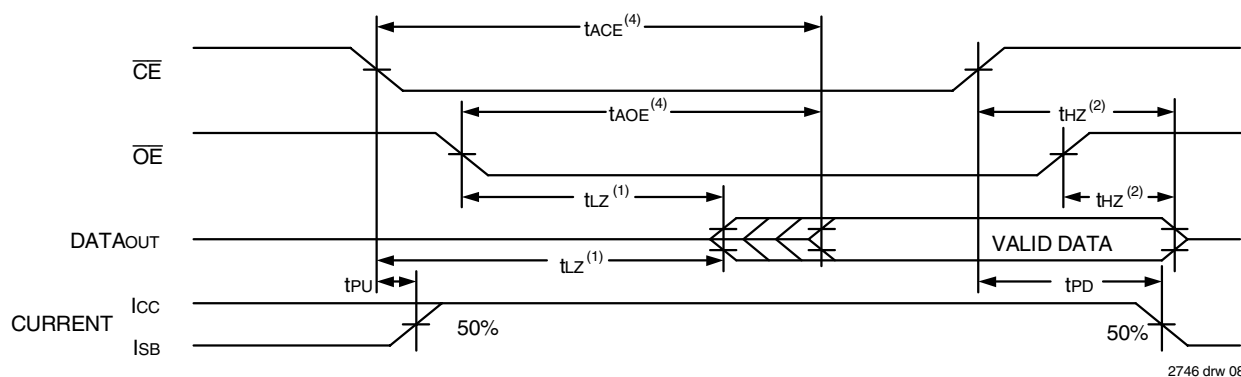 tACE(4)
CE
tAOE(4)
tHZ(2)
OE
tLZ(1)
tHZ(2)
DATAOUT
VALID DATA
tLZ(1)
tPU
tPD
ICC
CURRENT
50%
50%
ISB
2746 drw 08